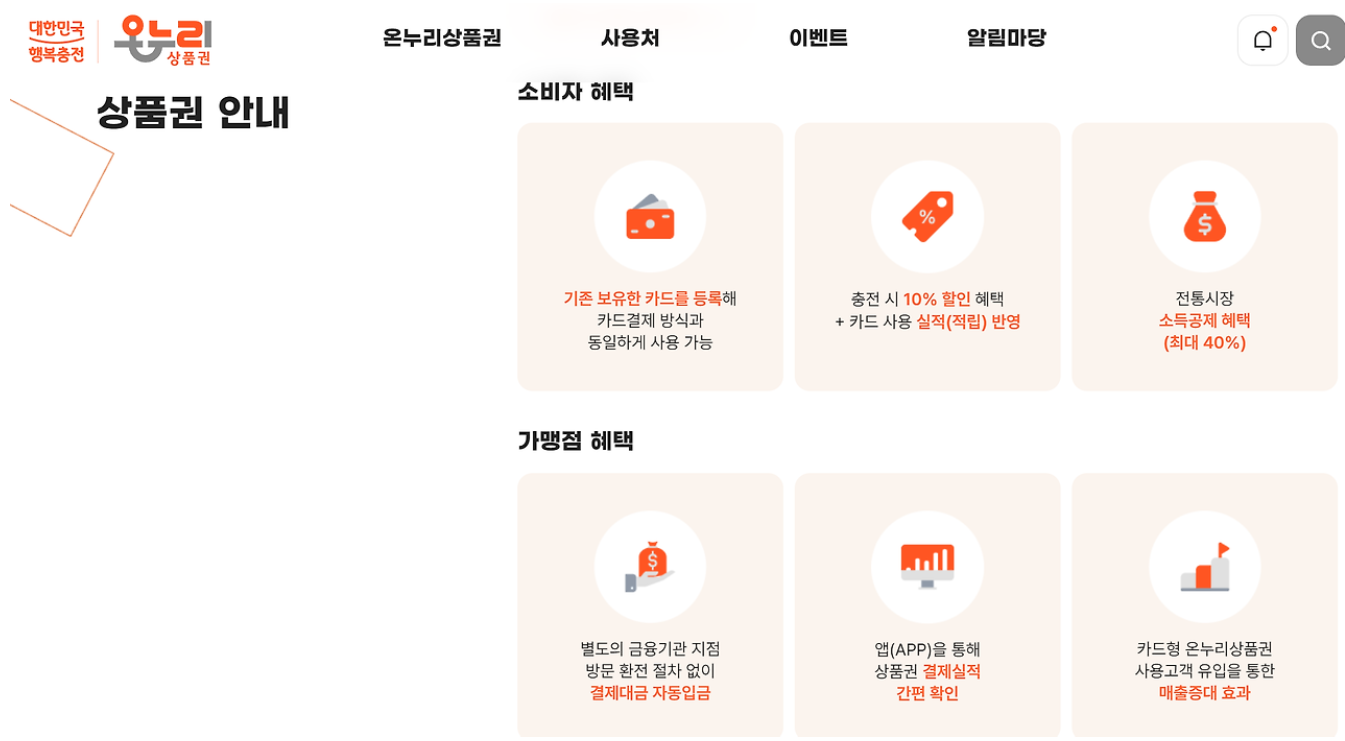 대한민국
행복충전
온누리
상품권
온누리상품권
사용처
이벤트
알림마당
상품권 안내
소비자 혜택
기존 보유한 카드를 등록해
카드결제 방식과
동일하게 사용 가능
충전 시 10% 할인 혜택
+ 카드 사용 실적(적립) 반영
전통시장
소득공제 혜택
(최대 40%)
가맹점 혜택
별도의 금융기관 지점
방문 환전 절차 없이
결제대금 자동입금
앱(APP)을 통해
상품권 결제실적
간편 확인
카드형 온누리상품권
사용고객 유입을 통한
매출증대 효과